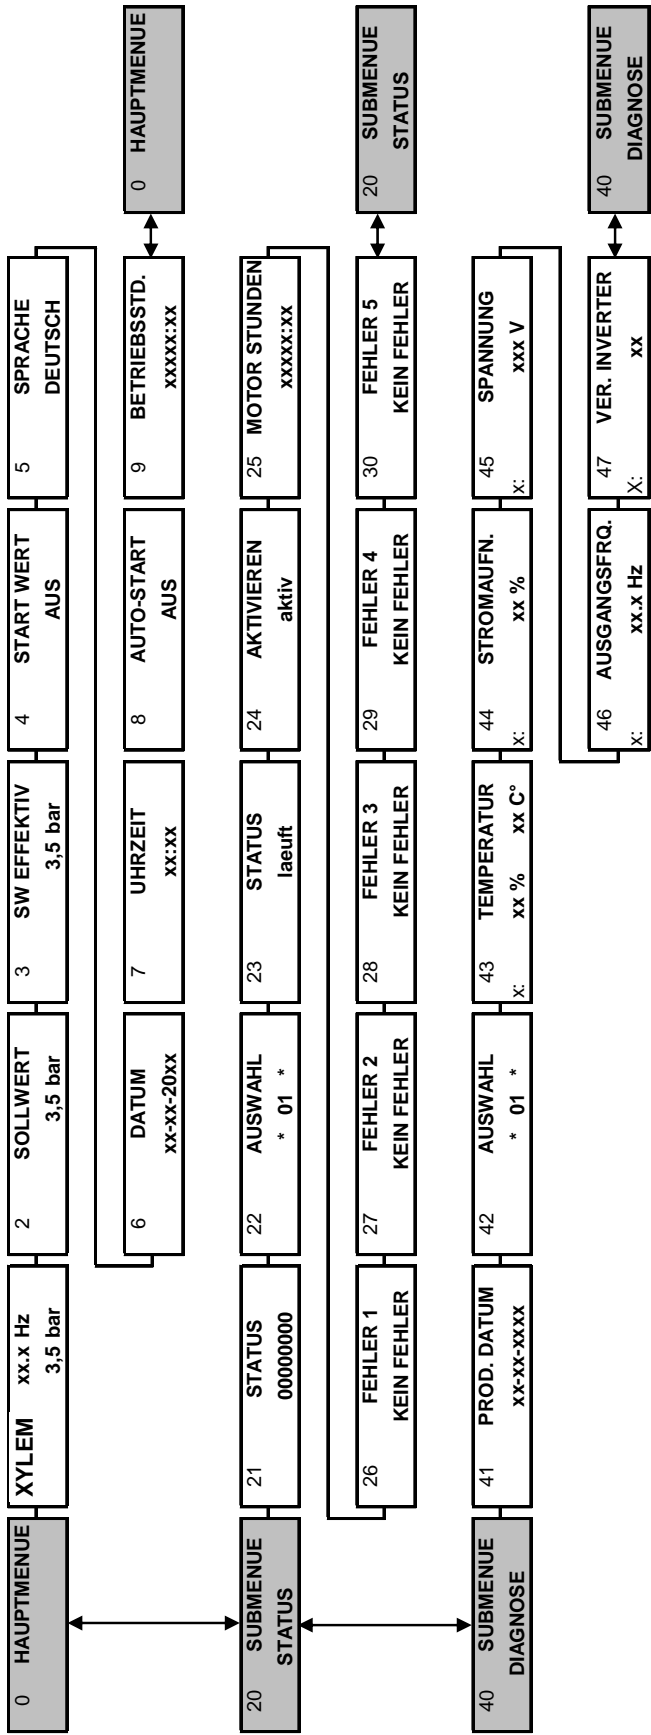 0 HAUPTMENUE
XYLEM xx.x Hz
3,5 bar
2 SOLLWERT
3,5 bar
3 SW EFFEKTIV
3,5 bar
4 START WERT
AUS
5 SPRACHE
DEUTSCH
6 DATUM
xx-xx-20xx
7 UHRZEIT
xx:xx
8 AUTO-START
AUS
9 BETRIEBSSTD.
xxxxx:xx
0 HAUPTMENUE
20 SUBMENUE
STATUS
21 STATUS
00000000
22 AUSWAHL
* 01 *
23 STATUS
laeuft
24 AKTIVIEREN
aktiv
25 MOTOR STUNDEN
xxxxx:xx
26 FEHLER 1
KEIN FEHLER
27 FEHLER 2
KEIN FEHLER
28 FEHLER 3
KEIN FEHLER
29 FEHLER 4
KEIN FEHLER
30 FEHLER 5
KEIN FEHLER
20 SUBMENUE
STATUS
40 SUBMENUE
DIAGNOSE
41 PROD. DATUM
xx-xx-xxxx
42 AUSWAHL
* 01 *
43 TEMPERATUR
x: xx % xx C°
44 STROMAUFN.
x: xx %
45 SPANNUNG
x: xxx V
46 AUSGANGSFRQ.
x: xx.x Hz
47 VER. INVERTER
X: xx
40 SUBMENUE
DIAGNOSE